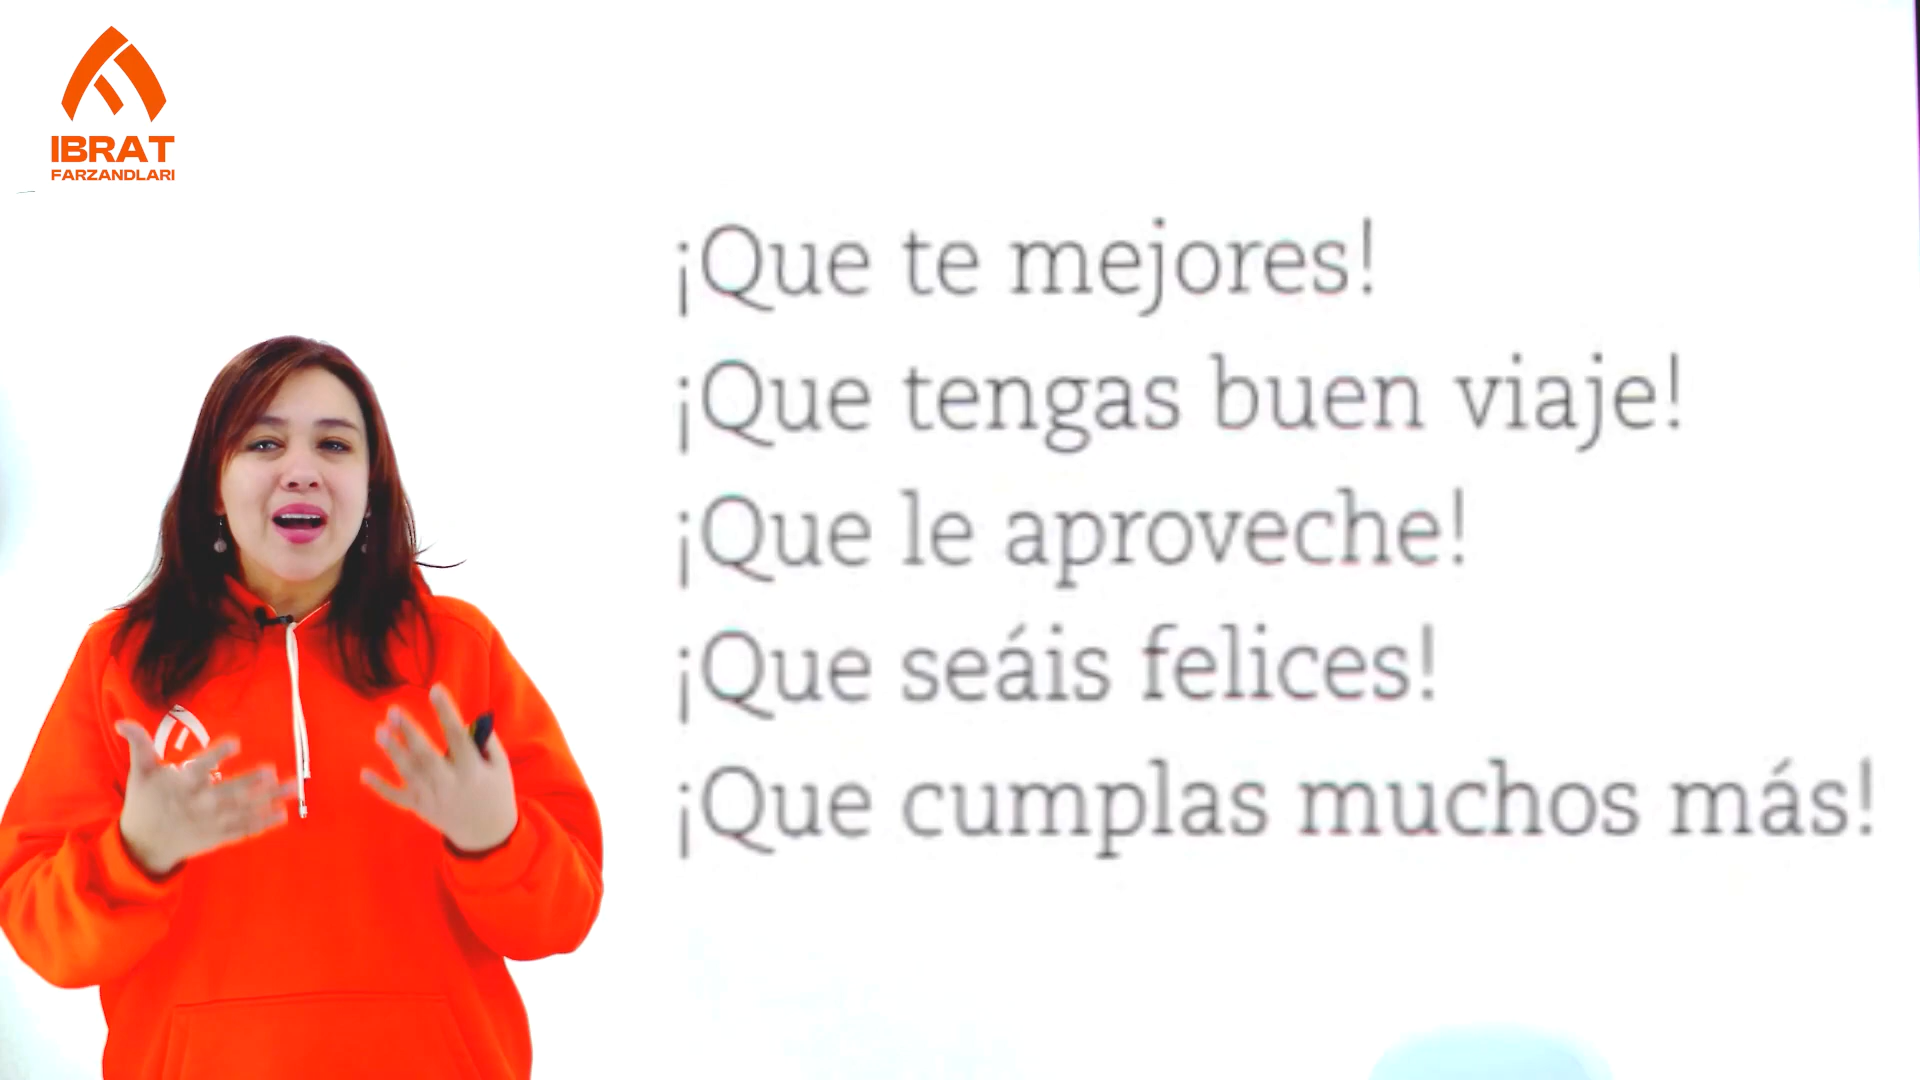 IBRAT
FARZANDLARI
¡Que te mejores!
¡Que tengas buen viaje!
¡Que le aproveche!
¡Que seáis felices!
¡Que cumplas muchos más!